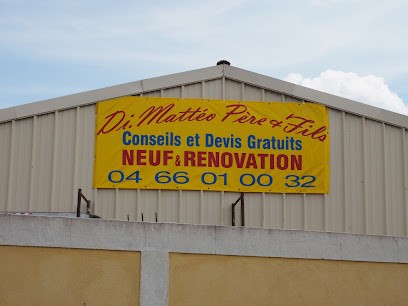 Di. Mattéo Père & Fils
Conseils et Devis Gratuits
NEUF & RENOVATION
04 66 01 00 32